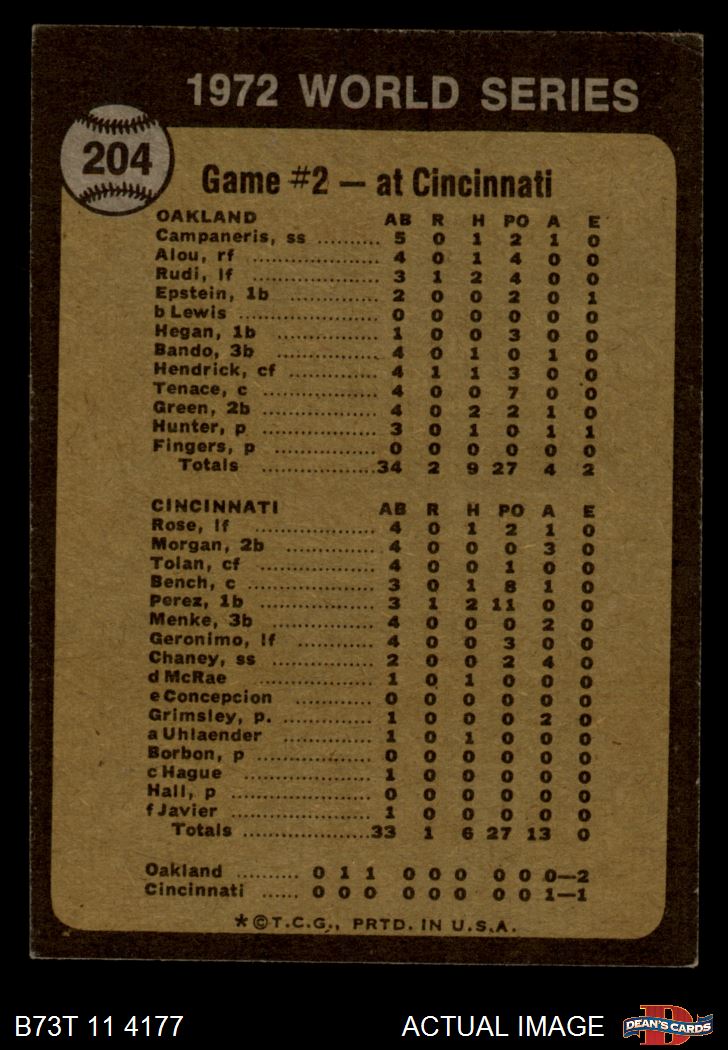 1972 WORLD SERIES
204
Game #2 — at Cincinnati
OAKLAND AB R H PO A E
Campaneris, ss .......... 5 0 1 2 1 0
Alou, rf .................... 4 0 1 4 0 0
Rudi, lf .................... 3 1 2 4 0 0
Epstein, 1b .............. 2 0 0 2 0 1
b Lewis .................... 0 0 0 0 0 0
Hegan, 1b ................ 1 0 0 3 0 0
Bando, 3b ................ 4 0 1 0 1 0
Hendrick, cf ............. 4 1 1 3 0 0
Tenace, c ................. 4 0 0 7 0 0
Green, 2b ................. 4 0 2 2 1 0
Hunter, p ................. 3 0 1 0 1 1
Fingers, p ................ 0 0 0 0 0 0
Totals .................34 2 9 27 4 2
CINCINNATI AB R H PO A E
Rose, lf .................. 4 0 1 2 1 0
Morgan, 2b .............. 4 0 0 0 3 0
Tolan, cf .................. 4 0 0 1 0 0
Bench, c ................... 3 0 1 8 1 0
Perez, 1b .................. 3 1 2 11 0 0
Menke, 3b ................ 4 0 0 0 2 0
Geronimo, lf ............. 4 0 0 3 0 0
Chaney, ss ............... 2 0 0 2 4 0
d McRae ................... 1 0 1 0 0 0
e Concepcion ............ 0 0 0 0 0 0
Grimsley, p. .............. 1 0 0 0 2 0
a Uhlaender .............. 1 0 1 0 0 0
Borbon, p ................. 0 0 0 0 0 0
c Hague .................... 1 0 0 0 0 0
Hall, p ..................... 0 0 0 0 0 0
f Javier .................... 1 0 0 0 0 0
Totals ...................33 1 6 27 13 0
Oakland .......... 0 1 1 0 0 0 0 0 0—2
Cincinnati ...... 0 0 0 0 0 0 0 0 1—1
*©T.C.G., PRTD. IN U.S.A.
B73T 11 4177 ACTUAL IMAGE
D
DEAN'S CARDS